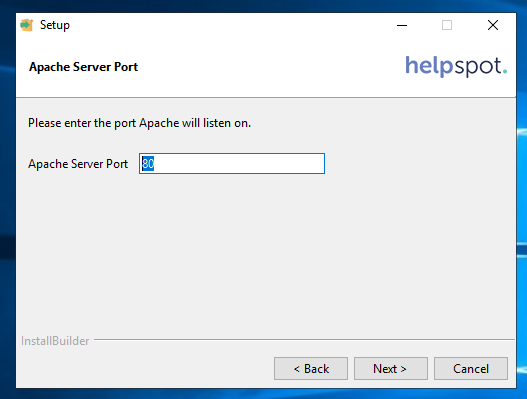 Setup
Apache Server Port
helpspot.
Please enter the port Apache will listen on.
Apache Server Port 80
InstallBuilder
< Back Next > Cancel